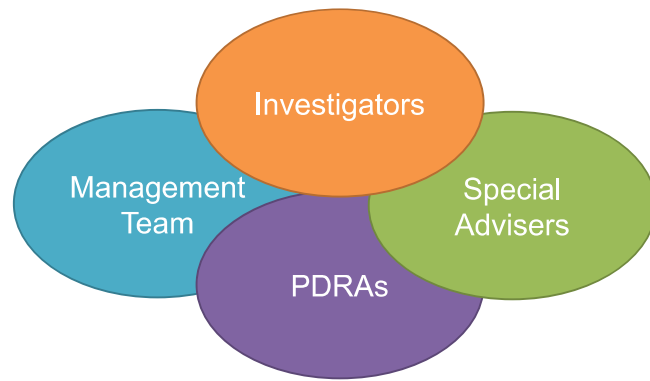 Investigators
Management
Team
Special
Advisers
PDRAs